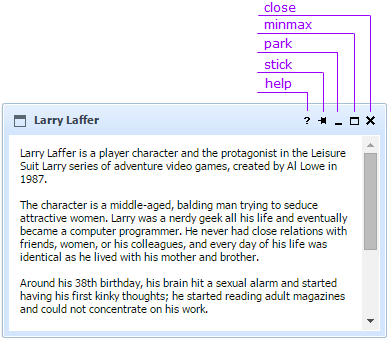 close
minmax
park
stick
help
Larry Laffer
?
Larry Laffer is a player character and the protagonist in the Leisure
Suit Larry series of adventure video games, created by Al Lowe in
1987.
The character is a middle-aged, balding man trying to seduce
attractive women. Larry was a nerdy geek all his life and eventually
became a computer programmer. He never had close relations with
friends, women, or his colleagues, and every day of his life was
identical as he lived with his mother and brother.
Around his 38th birthday, his brain hit a sexual alarm and started
having his first kinky thoughts; he started reading adult magazines
and could not concentrate on his work.